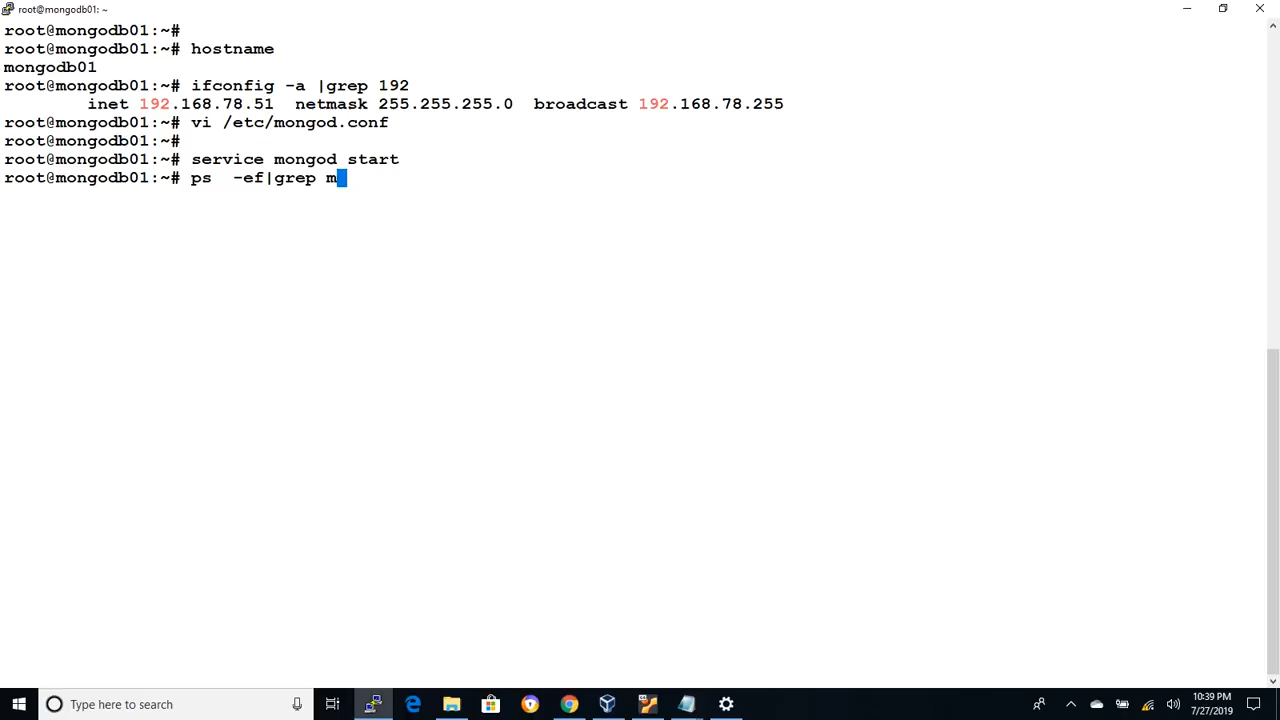 root@mongodb01: ~
root@mongodb01:~#
root@mongodb01:~# hostname
mongodb01
root@mongodb01:~# ifconfig -a |grep 192
inet 192.168.78.51  netmask 255.255.255.0  broadcast 192.168.78.255
root@mongodb01:~# vi /etc/mongod.conf
root@mongodb01:~#
root@mongodb01:~# service mongod start
root@mongodb01:~# ps  -ef|grep m
Type here to search
10:39 PM
7/27/2019